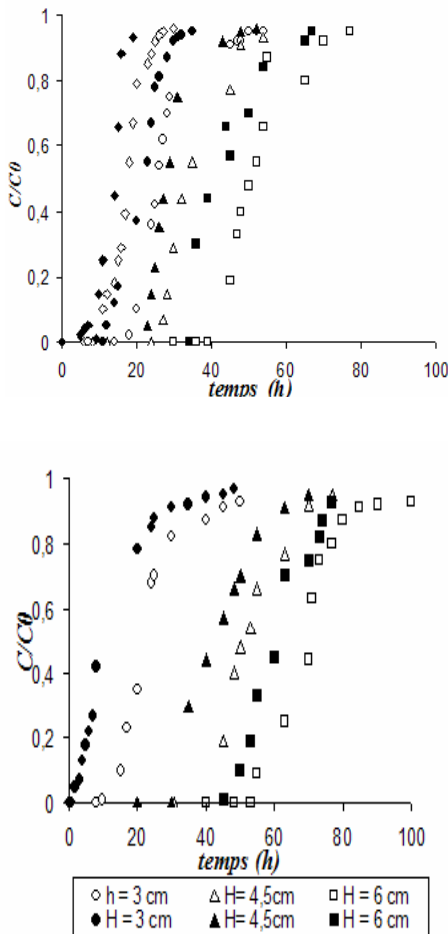 C/C0
1
0,8
0,6
0,4
0,2
0
0 20 40 60 80 100
temps (h)
C/C0
1
0,8
0,6
0,4
0,2
0
0 20 40 60 80 100
temps (h)
h = 3 cm H= 4,5cm H = 6 cm
H = 3 cm H= 4,5cm H = 6 cm